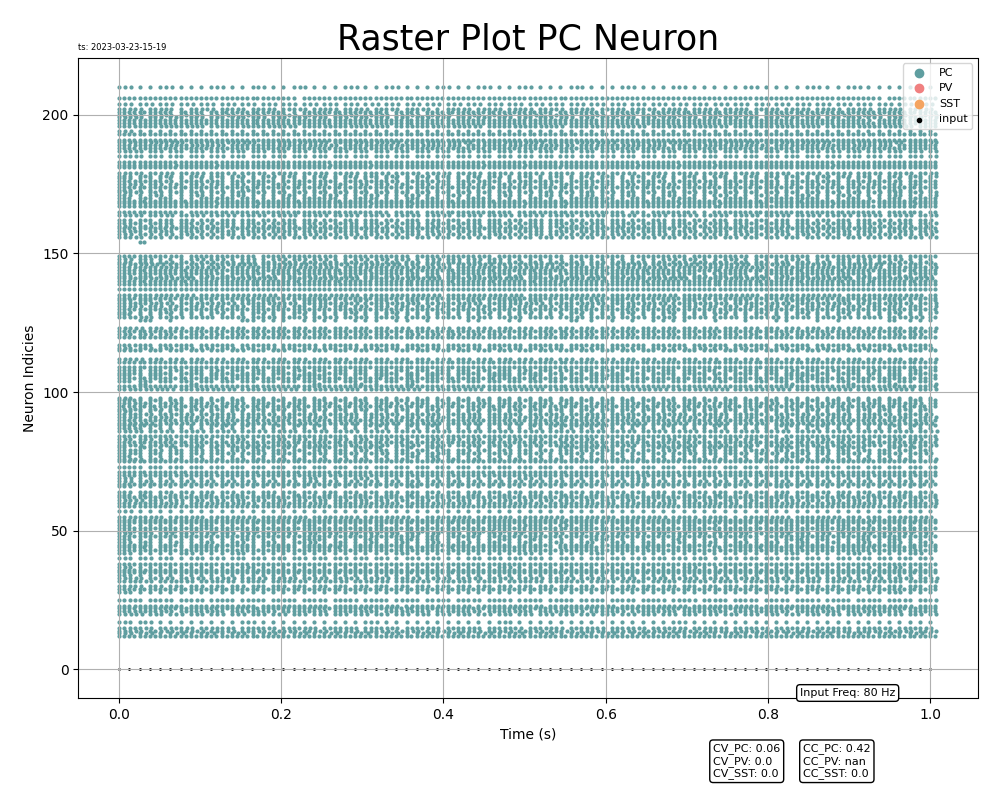 Raster Plot PC Neuron
ts: 2023-03-23-15-19
PC
PV
SST
input
200
150
100
50
0
Neuron Indicies
0.0 0.2 0.4 0.6 0.8 1.0
Time (s)
Input Freq: 80 Hz
CV_PC: 0.06
CV_PV: 0.0
CV_SST: 0.0
CC_PC: 0.42
CC_PV: nan
CC_SST: 0.0